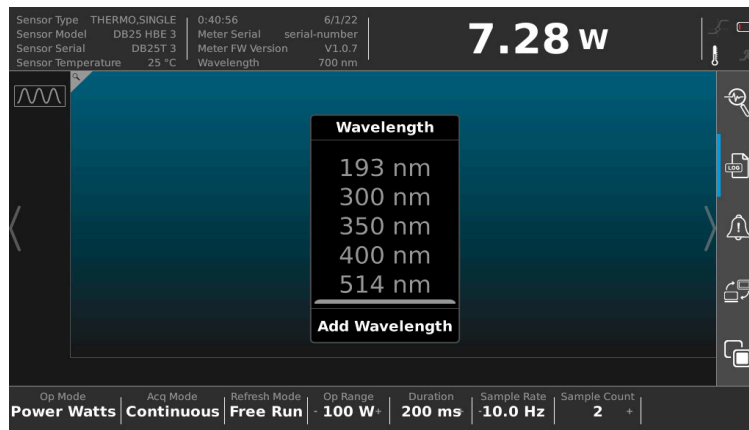 Sensor Type THERMO,SINGLE 0:40:56 6/1/22
Sensor Model DB25 HBE 3 Meter Serial serial-number
Sensor Serial DB25T 3 Meter FW Version V1.0.7
Sensor Temperature 25 °C Wavelength 700 nm
7.28 W
Wavelength
193 nm
300 nm
350 nm
400 nm
514 nm
Add Wavelength
LOG
Op Mode Acq Mode Refresh Mode Op Range Duration Sample Rate Sample Count
Power Watts Continuous Free Run - 100 W + 200 ms - 10.0 Hz 2 +